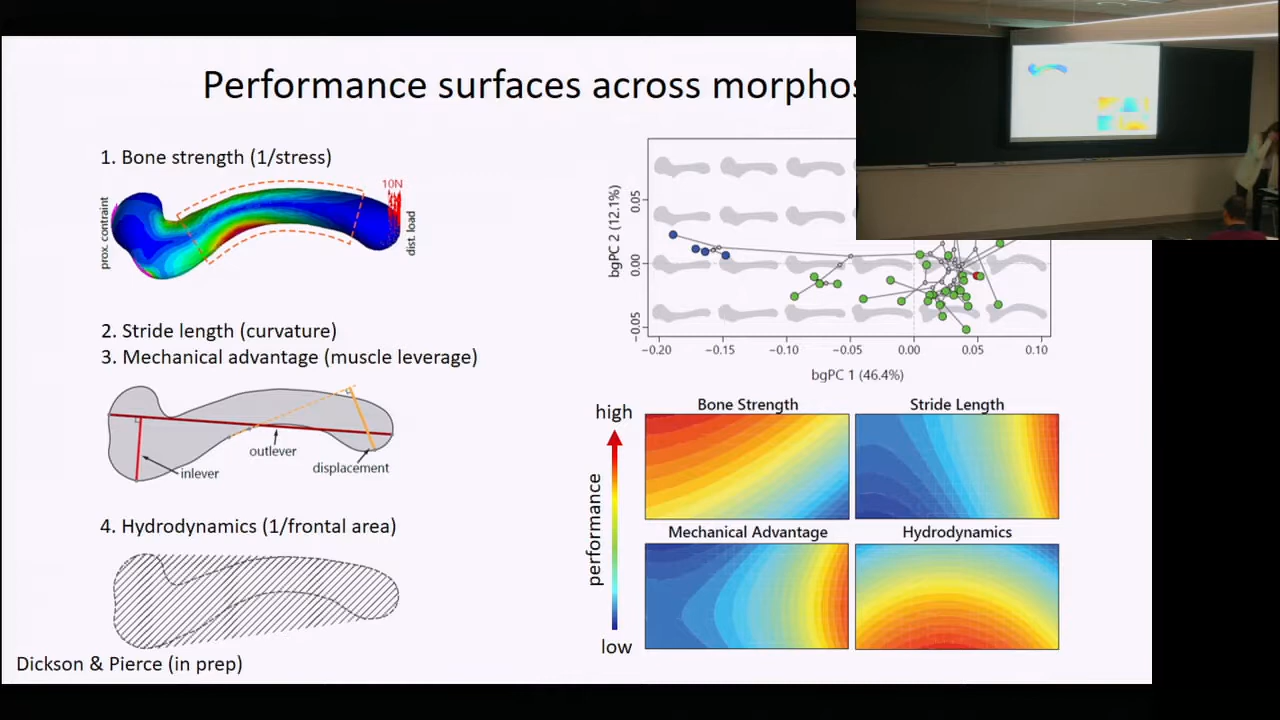 Performance surfaces across morphos
1. Bone strength (1/stress)
10N
prox. contraint
dist. load
2. Stride length (curvature)
3. Mechanical advantage (muscle leverage)
inlever
outlever
displacement
4. Hydrodynamics (1/frontal area)
Dickson & Pierce (in prep)
bgPC 2 (12.1%)
0.05
0.00
−0.05
−0.20
−0.15
−0.10
−0.05
0.00
0.05
0.10
bgPC 1 (46.4%)
high
performance
low
Bone Strength
Stride Length
Mechanical Advantage
Hydrodynamics